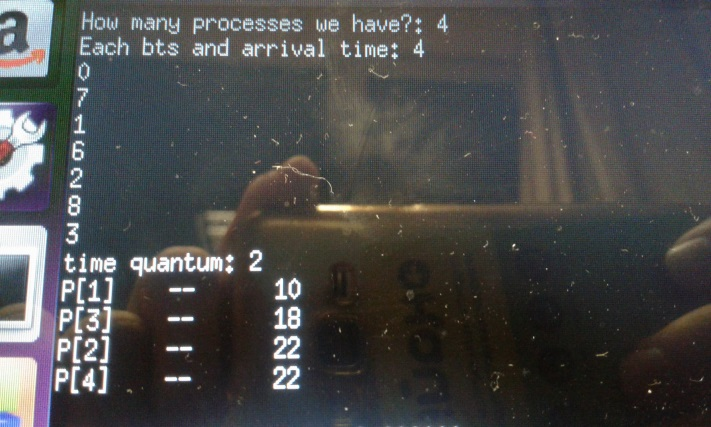 How many processes we have?: 4
Each bts and arrival time: 4
0
7
1
6
2
8
3
time quantum: 2
P[1] -- 10
P[3] -- 18
P[2] -- 22
P[4] -- 22